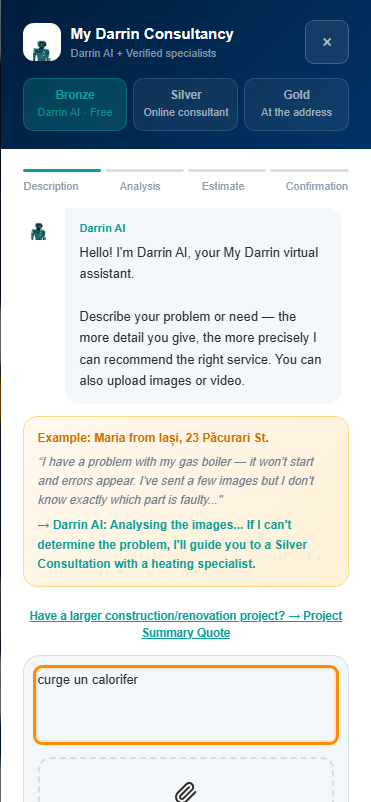 My Darrin Consultancy
Darrin AI + Verified specialists
×
Bronze
Darrin AI · Free
Silver
Online consultant
Gold
At the address
Description
Analysis
Estimate
Confirmation
Darrin AI
Hello! I'm Darrin AI, your My Darrin virtual
assistant.
Describe your problem or need — the
more detail you give, the more precisely I
can recommend the right service. You can
also upload images or video.
Example: Maria from Iași, 23 Păcurari St.
“I have a problem with my gas boiler — it won't start
and errors appear. I've sent a few images but I don't
know exactly which part is faulty...”
→ Darrin AI: Analysing the images... If I can't
determine the problem, I'll guide you to a Silver
Consultation with a heating specialist.
Have a larger construction/renovation project? → Project
Summary Quote
curge un calorifer